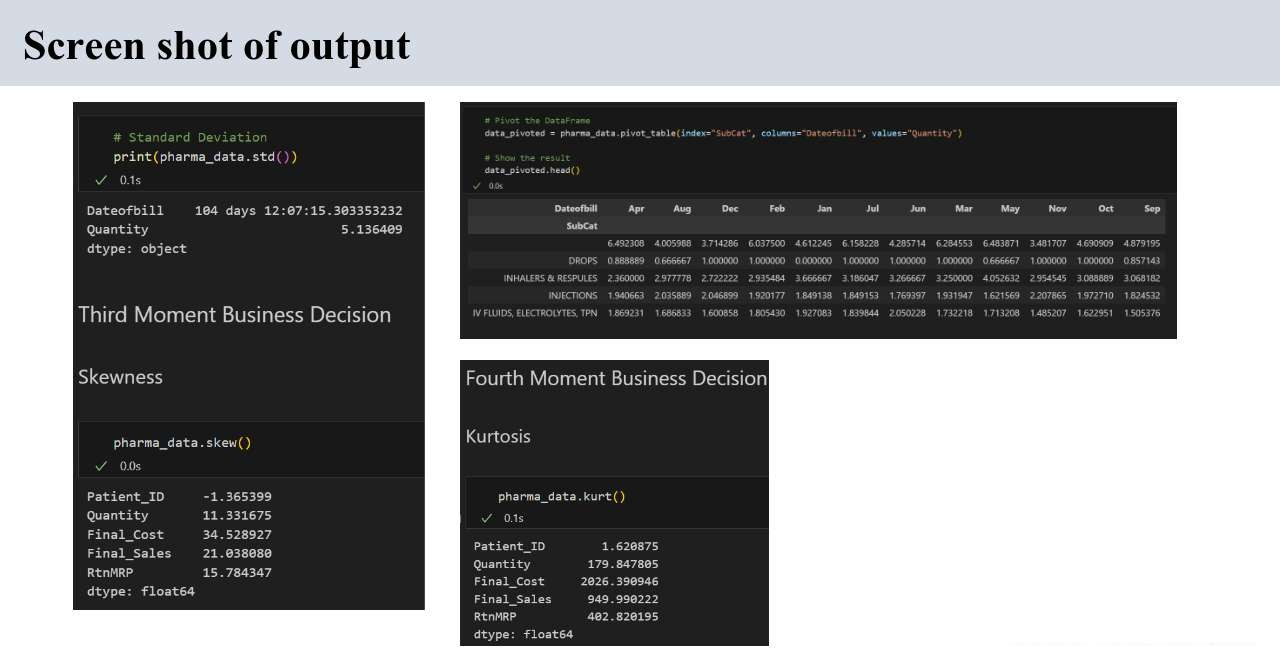 Screen shot of output
# Standard Deviation
print(pharma_data.std())
0.1s
Dateofbill 104 days 12:07:15.303353232
Quantity 5.136409
dtype: object
Third Moment Business Decision
Skewness
pharma_data.skew()
0.0s
Patient_ID -1.365399
Quantity 11.331675
Final_Cost 34.528927
Final_Sales 21.038080
RtnMRP 15.784347
dtype: float64
# Pivot the DataFrame
data_pivoted = pharma_data.pivot_table(index="SubCat", columns="Dateofbill", values="Quantity")
# Show the result
data_pivoted.head()
0.0s
Dateofbill Apr Aug Dec Feb Jan Jul Jun Mar May Nov Oct Sep
SubCat
6.492308 4.005988 3.714286 6.037500 4.612245 6.158228 4.285714 6.284553 6.483871 3.481707 4.690909 4.879195
DROPS 0.888889 0.666667 1.000000 1.000000 0.000000 1.000000 1.000000 1.000000 0.666667 1.000000 1.000000 0.857143
INHALERS & RESPULES 2.360000 2.977778 2.722222 2.935484 3.666667 3.186047 3.266667 3.250000 4.052632 2.954545 3.088889 3.068182
INJECTIONS 1.940663 2.035889 2.046899 1.920177 1.849138 1.849153 1.769397 1.931947 1.621569 2.207865 1.972710 1.824532
IV FLUIDS, ELECTROLYTES, TPN 1.869231 1.686833 1.600858 1.805430 1.927083 1.839844 2.050228 1.732218 1.713208 1.485207 1.622951 1.505376
Fourth Moment Business Decision
Kurtosis
pharma_data.kurt()
0.1s
Patient_ID 1.620875
Quantity 179.847805
Final_Cost 2026.390946
Final_Sales 949.990222
RtnMRP 402.820195
dtype: float64